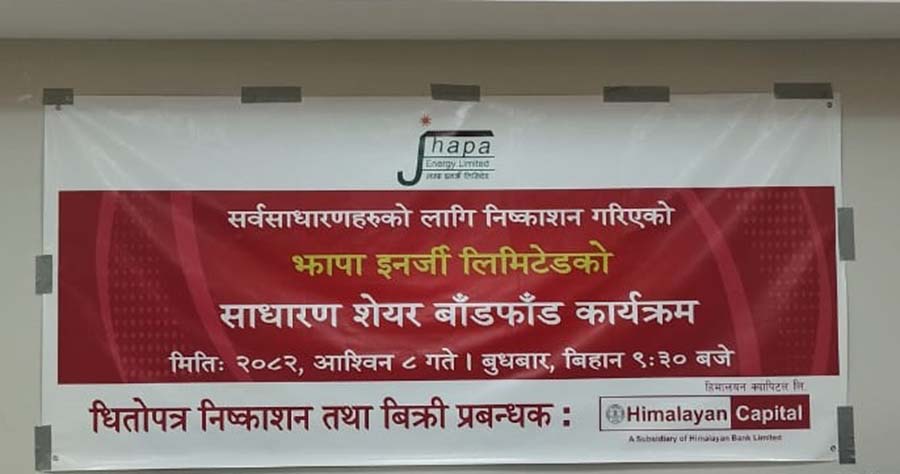 Jhapa
Energy Limited
झापा इनर्जी लिमिटेड
सर्वसाधारणहरुको लागि निष्काशन गरिएको
झापा इनर्जी लिमिटेडको
साधारण शेयर बाँडफाँड कार्यक्रम
मितिः २०८२, आश्विन ८ गते । बुधबार, बिहान ९:३० बजे
हिमालयन क्यापिटल लि.
धितोपत्र निष्काशन तथा बिक्री प्रबन्धक :
Himalayan Capital
A Subsidiary of Himalayan Bank Limited